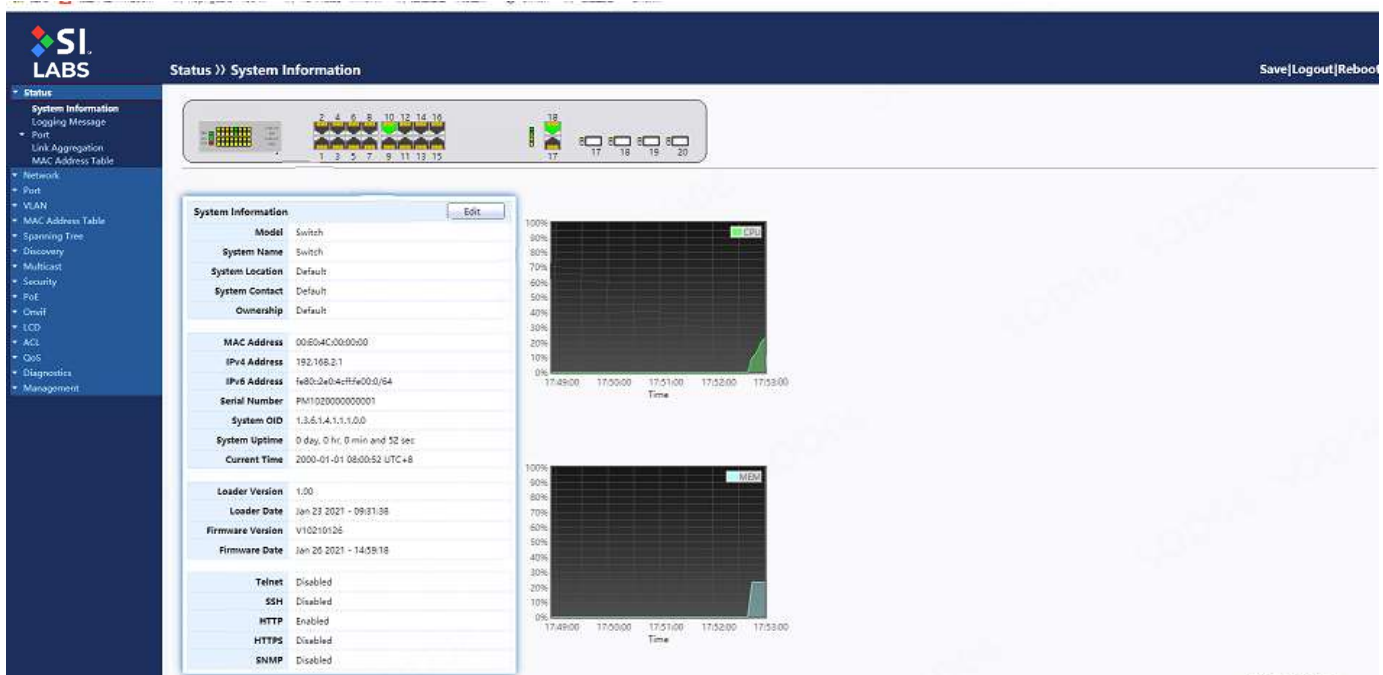 SI
LABS
Status 》 System Information
Save|Logout|Reboot
Status
System Information
Logging Message
Port
Link Aggregation
MAC Address Table
Network
Port
VLAN
MAC Address Table
Spanning Tree
Discovery
Multicast
Security
PoE
Onvif
LCD
ACL
QoS
Diagnostics
Management
2 4 6 8 10 12 14 16
18
1 3 5 7 9 11 13 15
17
17 18 19 20
System Information
Edit
Model Switch
System Name Switch
System Location Default
System Contact Default
Ownership Default
MAC Address 00:E0:4C:00:00:00
IPv4 Address 192.168.2.1
IPv6 Address fe80::2e0:4cff:fe00:0/64
Serial Number PM1020000000001
System OID 1.3.6.1.4.1.1.1.0.0
System Uptime 0 day, 0 hr, 0 min and 52 sec
Current Time 2000-01-01 08:00:52 UTC+8
Loader Version 1.00
Loader Date Jan 23 2021 - 09:31:38
Firmware Version V10210126
Firmware Date Jan 26 2021 - 14:59:18
Telnet Disabled
SSH Disabled
HTTP Enabled
HTTPS Disabled
SNMP Disabled
CPU
100%
90%
80%
70%
60%
50%
40%
30%
20%
10%
0%
17:49:00 17:50:00 17:51:00 17:52:00 17:53:00
Time
MEM
100%
90%
80%
70%
60%
50%
40%
30%
20%
10%
0%
17:49:00 17:50:00 17:51:00 17:52:00 17:53:00
Time